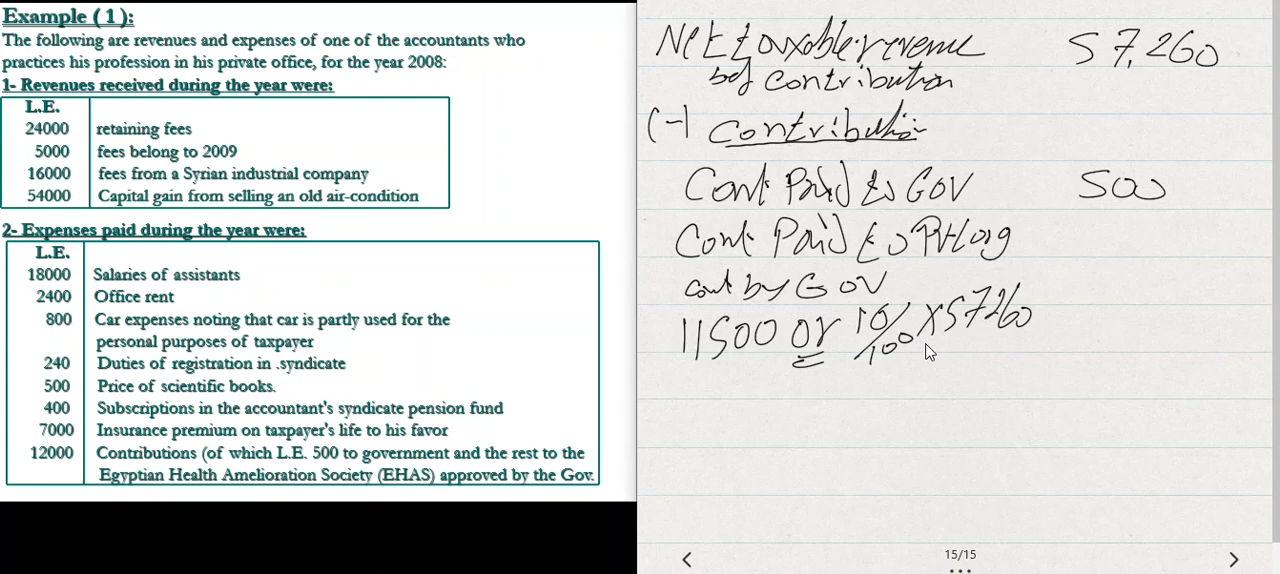 Example ( 1 ):
The following are revenues and expenses of one of the accountants who
practices his profession in his private office, for the year 2008:
1- Revenues received during the year were:
L.E.
24000 retaining fees
5000 fees belong to 2009
16000 fees from a Syrian industrial company
54000 Capital gain from selling an old air-condition
2- Expenses paid during the year were:
L.E.
18000 Salaries of assistants
2400 Office rent
800 Car expenses noting that car is partly used for the
personal purposes of taxpayer
240 Duties of registration in .syndicate
500 Price of scientific books.
400 Subscriptions in the accountant's syndicate pension fund
7000 Insurance premium on taxpayer's life to his favor
12000 Contributions (of which L.E. 500 to government and the rest to the
Egyptian Health Amelioration Society (EHAS) approved by the Gov.
Net taxable revenue 57,260
bef contribution
(-) Contribution
Cont Paid to GOV 500
Cont Paid to Pt org
cont by GOV
11500 or 10/100 X 57260
15/15